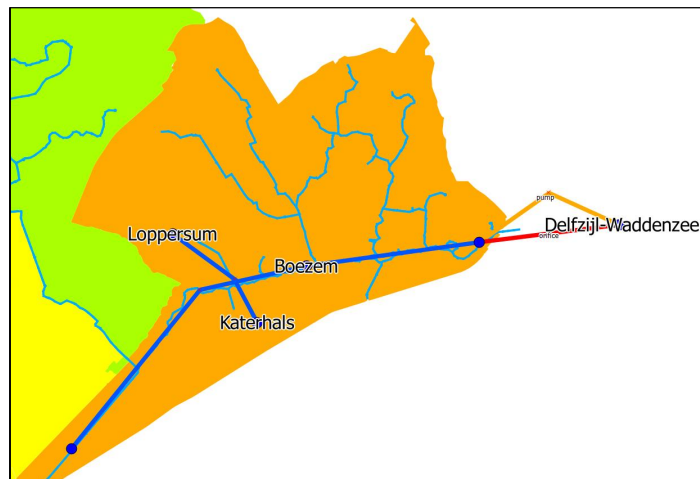 pump
Delfzijl-Waddenzee
orifice
Loppersum
Boezem
Katerhals